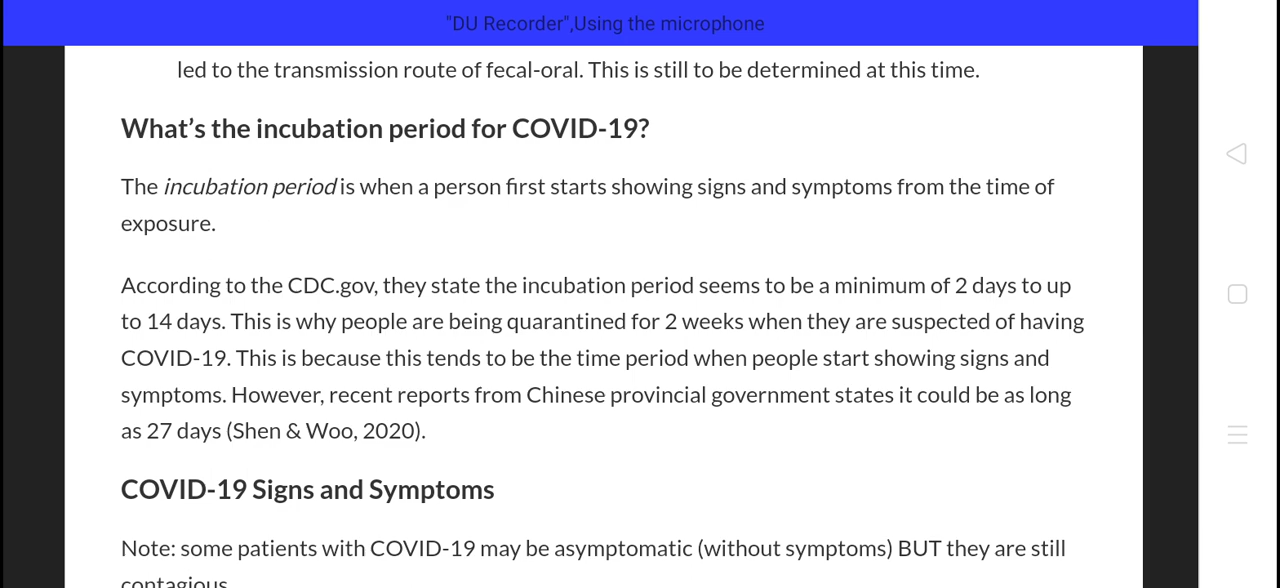 "DU Recorder",Using the microphone
led to the transmission route of fecal-oral. This is still to be determined at this time.
What’s the incubation period for COVID-19?
The incubation period is when a person first starts showing signs and symptoms from the time of
exposure.
According to the CDC.gov, they state the incubation period seems to be a minimum of 2 days to up
to 14 days. This is why people are being quarantined for 2 weeks when they are suspected of having
COVID-19. This is because this tends to be the time period when people start showing signs and
symptoms. However, recent reports from Chinese provincial government states it could be as long
as 27 days (Shen & Woo, 2020).
COVID-19 Signs and Symptoms
Note: some patients with COVID-19 may be asymptomatic (without symptoms) BUT they are still
contagious